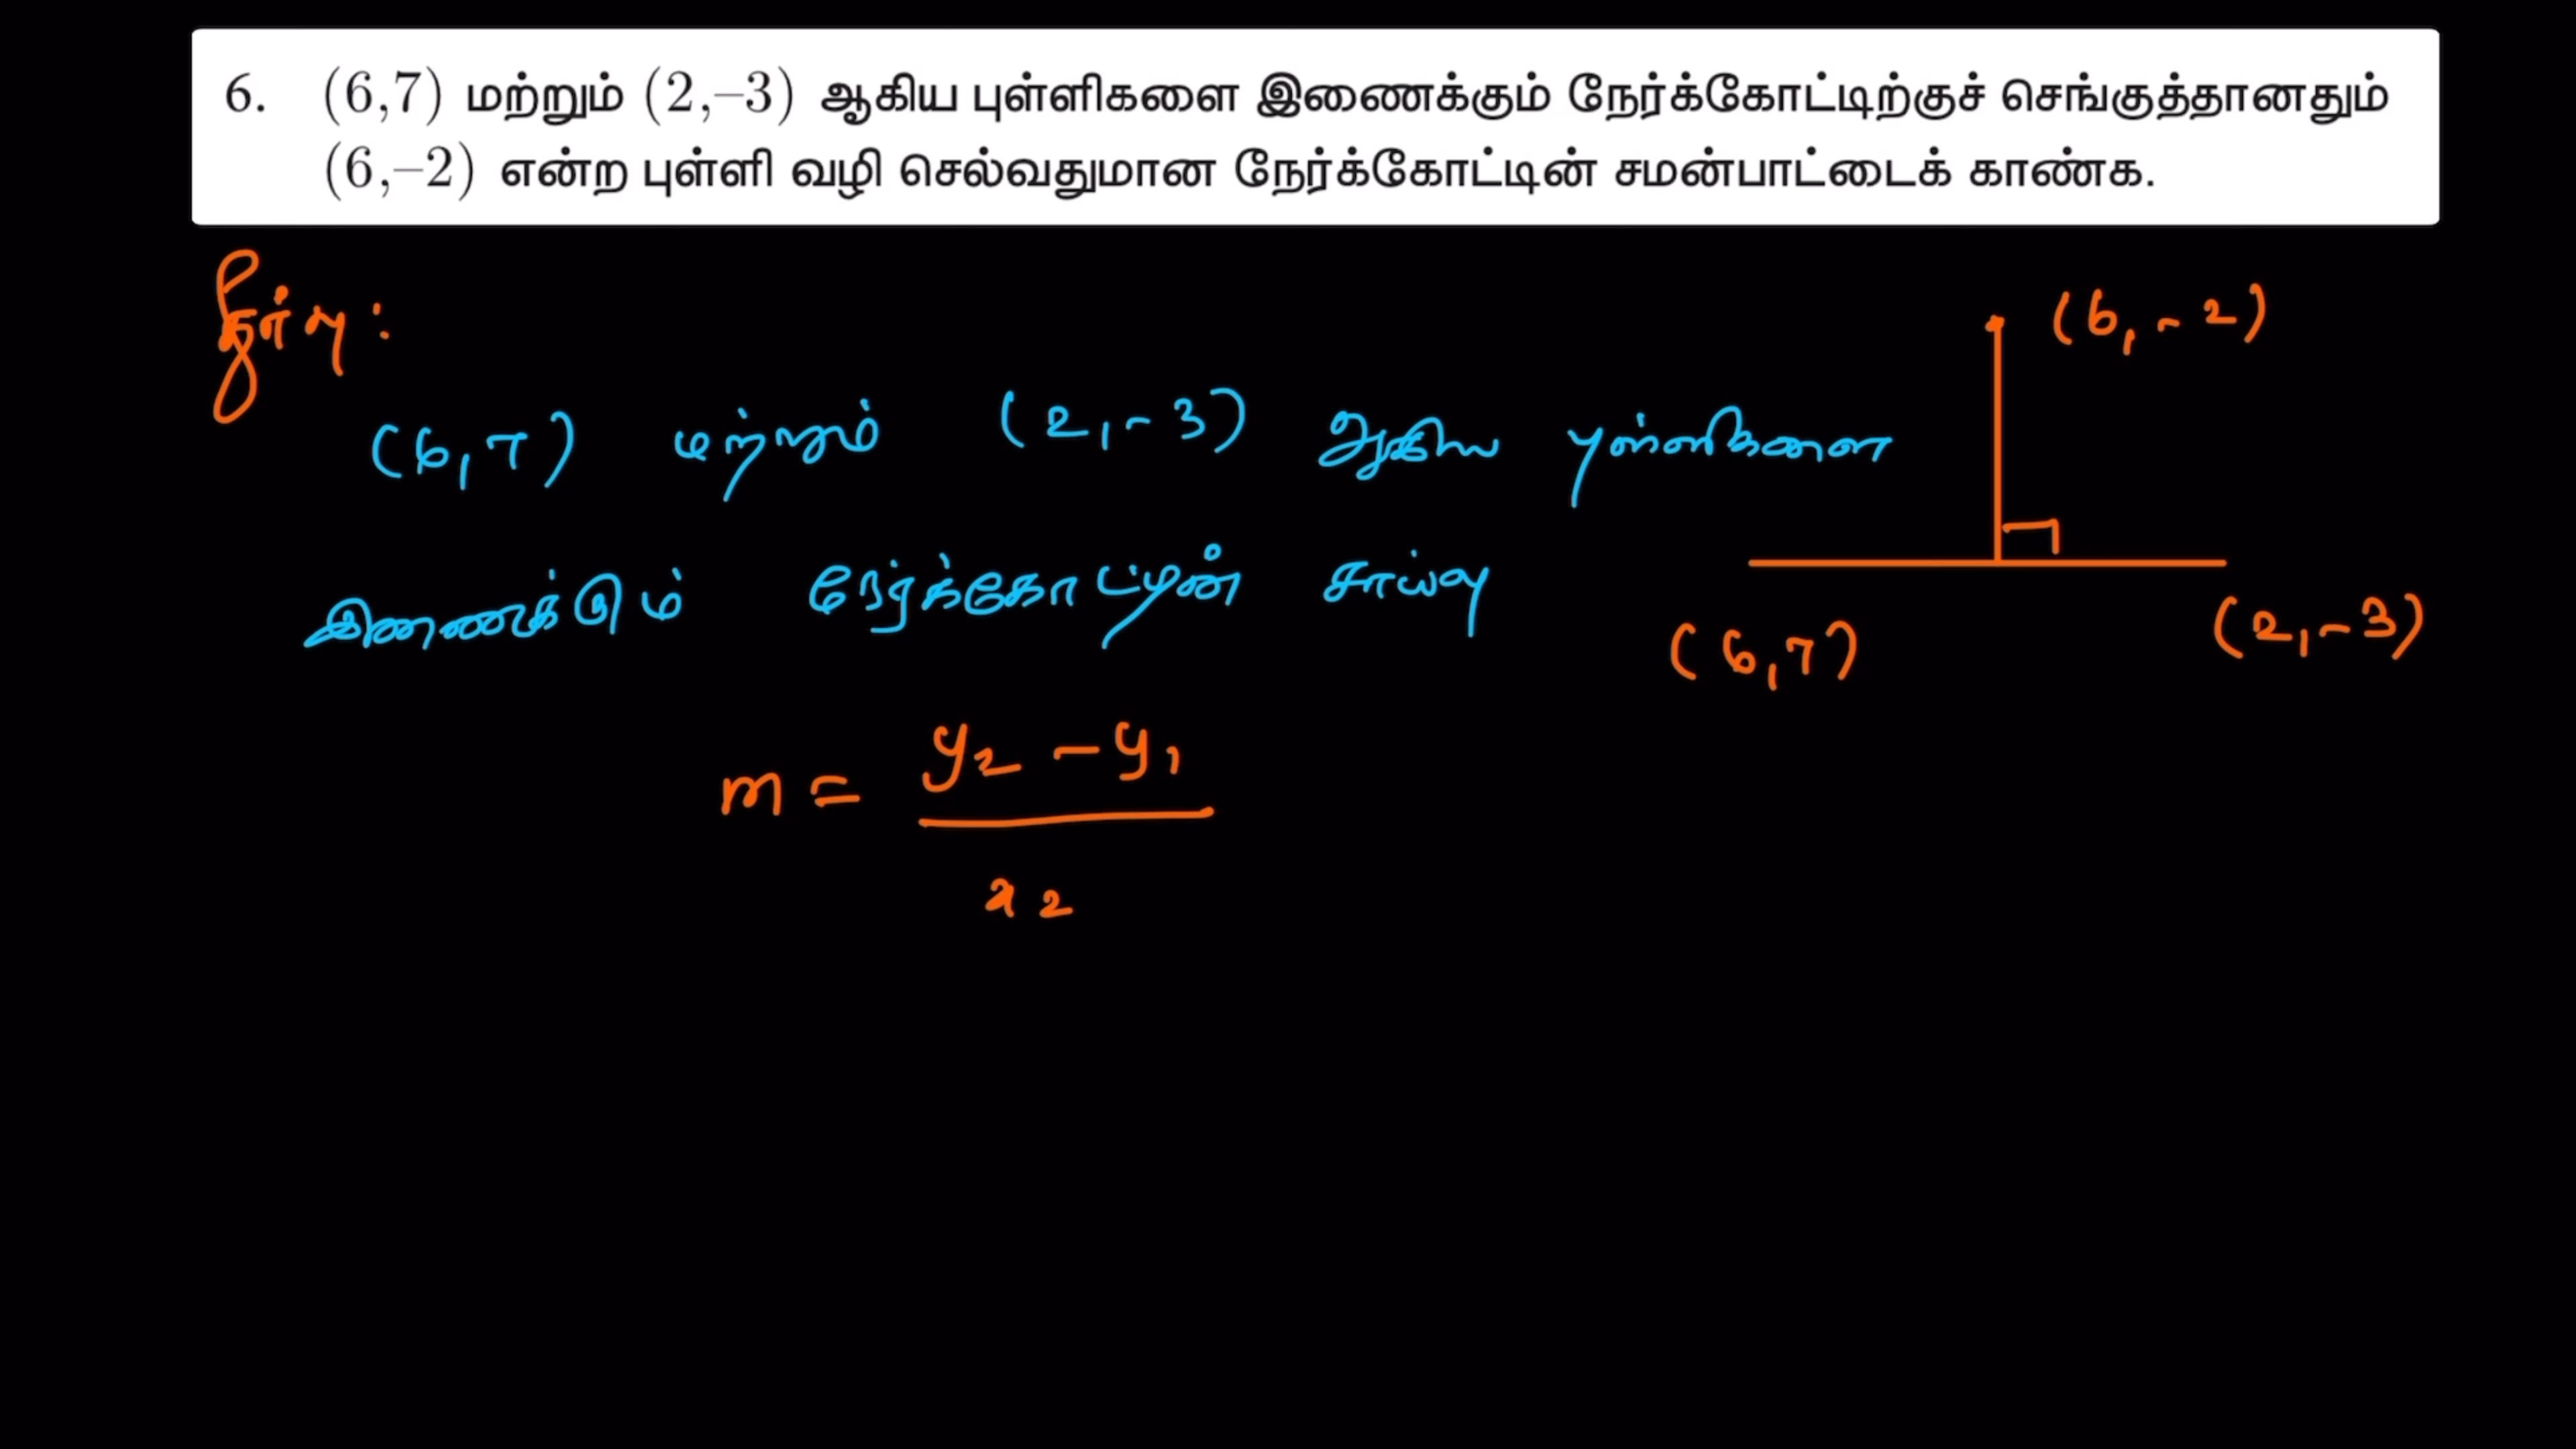 6. (6,7) மற்றும் (2,–3) ஆகிய புள்ளிகளை இணைக்கும் நேர்க்கோட்டிற்குச் செங்குத்தானதும்
(6,–2) என்ற புள்ளி வழி செல்வதுமான நேர்க்கோட்டின் சமன்பாட்டைக் காண்க.
தீர்வு:
(6,-2)
(6,7) மற்றும் (2,-3) ஆகிய புள்ளிகளை
இணைக்கும் நேர்க்கோட்டின் சாய்வு
(6,7) (2,-3)
m = y₂ - y₁
x₂